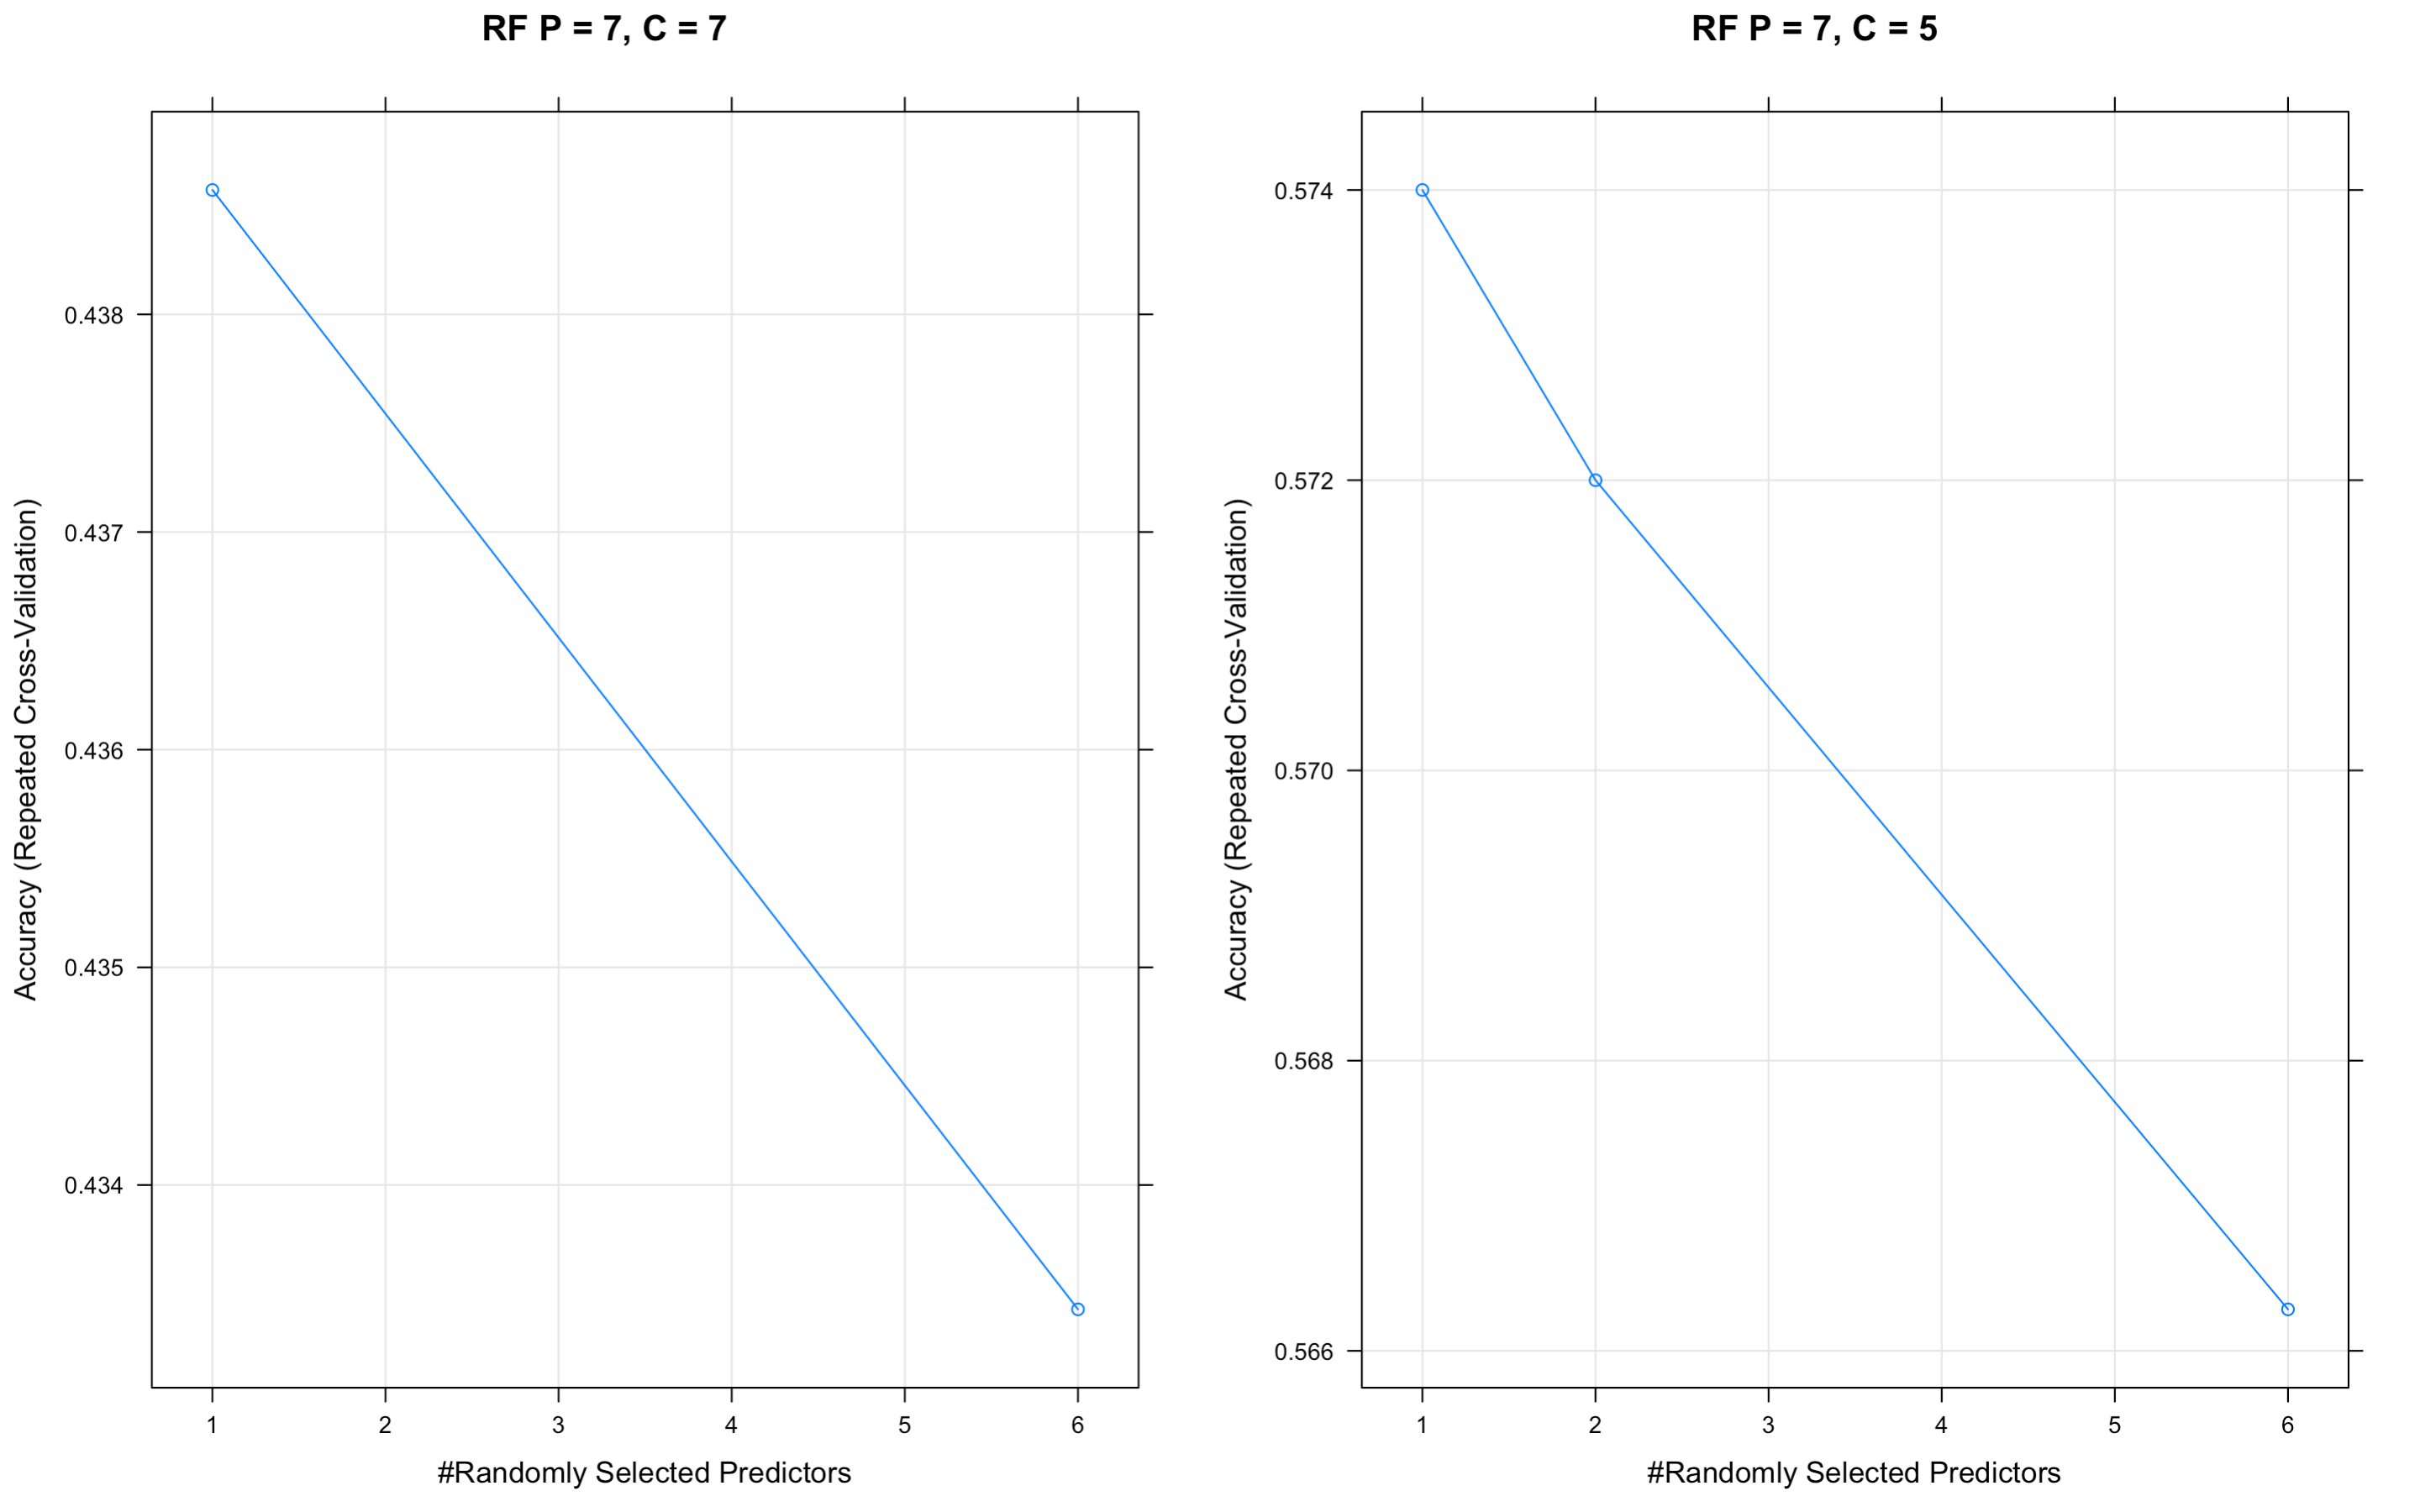 RF P = 7, C = 7
Accuracy (Repeated Cross-Validation)
0.438
0.437
0.436
0.435
0.434
1 2 3 4 5 6
#Randomly Selected Predictors
RF P = 7, C = 5
Accuracy (Repeated Cross-Validation)
0.574
0.572
0.570
0.568
0.566
1 2 3 4 5 6
#Randomly Selected Predictors